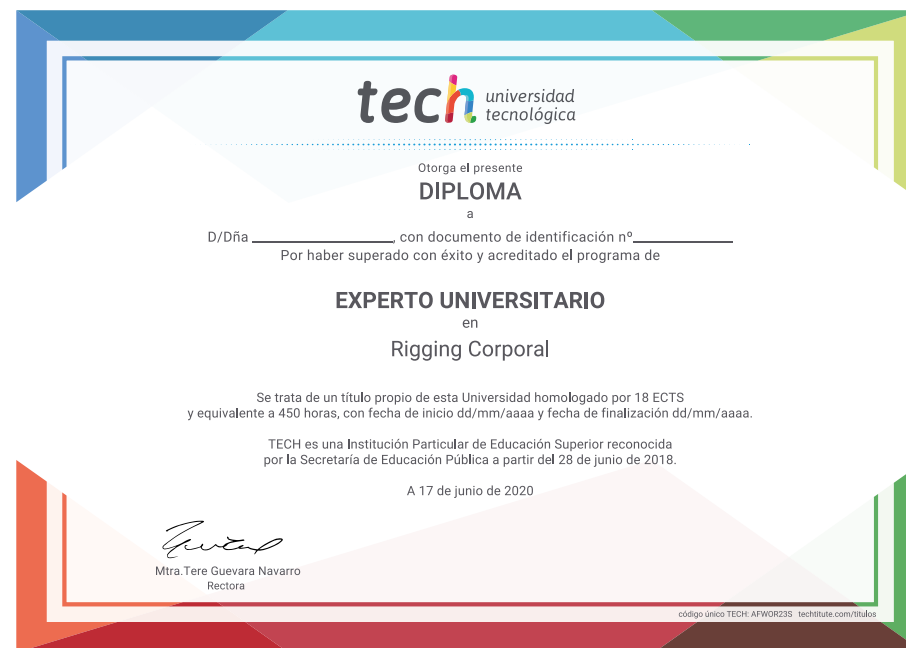 tech universidad
tecnológica
Otorga el presente
DIPLOMA
a
D/Dña ____________________, con documento de identificación nº______________
Por haber superado con éxito y acreditado el programa de
EXPERTO UNIVERSITARIO
en
Rigging Corporal
Se trata de un título propio de esta Universidad homologado por 18 ECTS
y equivalente a 450 horas, con fecha de inicio dd/mm/aaaa y fecha de finalización dd/mm/aaaa.
TECH es una Institución Particular de Educación Superior reconocida
por la Secretaría de Educación Pública a partir del 28 de junio de 2018.
A 17 de junio de 2020
Mtra.Tere Guevara Navarro
Rectora
código único TECH: AFWOR23S techtitute.com/titulos